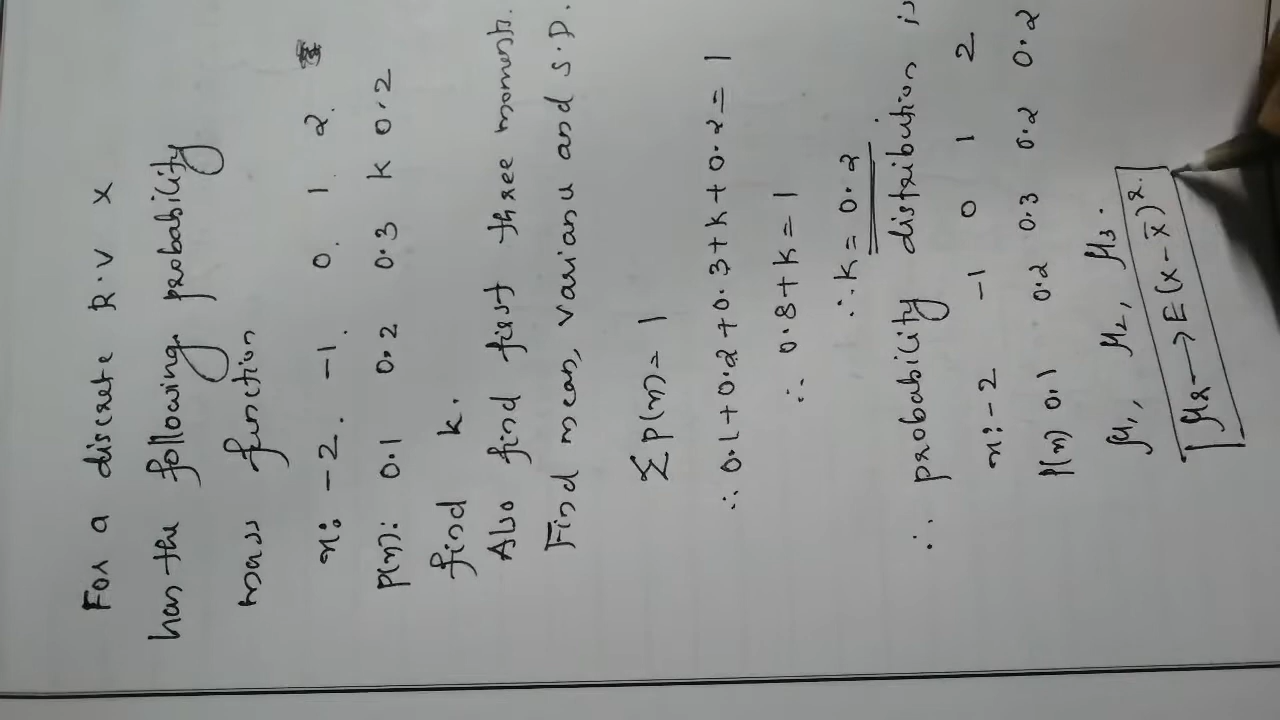 For a discrete R.V X
has the following probability
mass function
x: -2. -1. 0. 1. 2.
P(x): 0.1 0.2 0.3 K 0.2
find k.
Also find first three moments.
Find mean, variance and S.D.
∑ P(x) = 1
∴ 0.1 + 0.2 + 0.3 + K + 0.2 = 1
∴ 0.8 + K = 1
∴ K = 0.2
∴ probability distribution is
x: -2 -1 0 1 2
P(x) 0.1 0.2 0.3 0.2 0.2
μ1, μ2, μ3.
μr → E(x - x̄)^r.